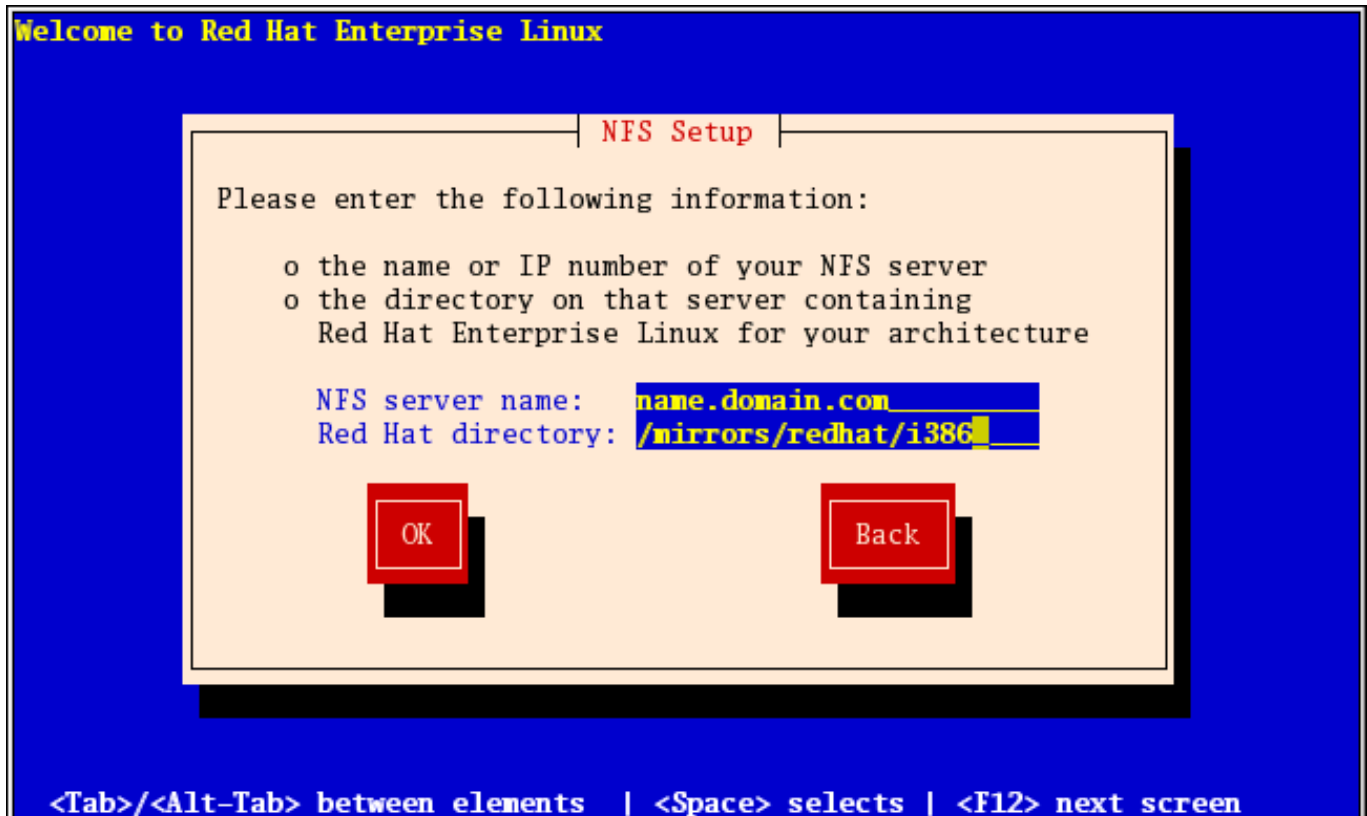 Welcome to Red Hat Enterprise Linux
NFS Setup
Please enter the following information:
o the name or IP number of your NFS server
o the directory on that server containing
Red Hat Enterprise Linux for your architecture
NFS server name: name.domain.com_________
Red Hat directory: /mirrors/redhat/i386____
OK Back
<Tab>/<Alt-Tab> between elements | <Space> selects | <F12> next screen